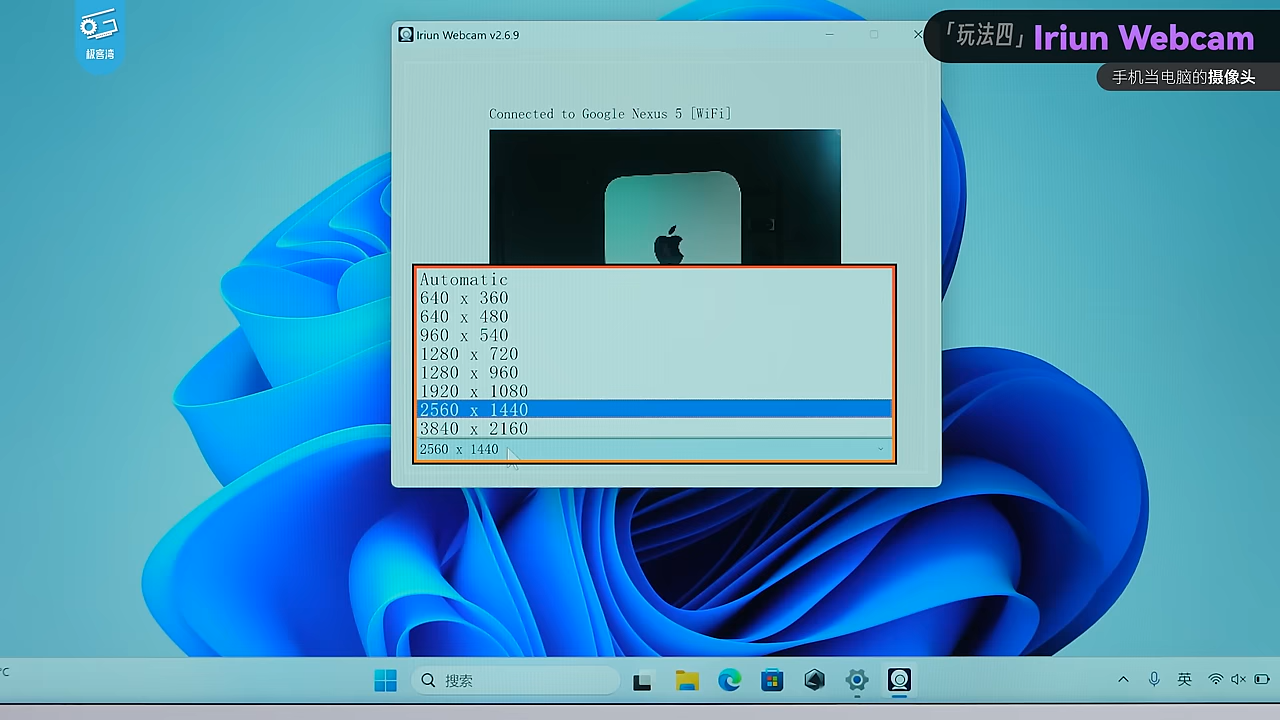 极客湾
Iriun Webcam v2.6.9
「玩法四」Iriun Webcam
手机当电脑的摄像头
Connected to Google Nexus 5 [WiFi]
Automatic
640 x 360
640 x 480
960 x 540
1280 x 720
1280 x 960
1920 x 1080
2560 x 1440
3840 x 2160
2560 x 1440
°C
搜索
英